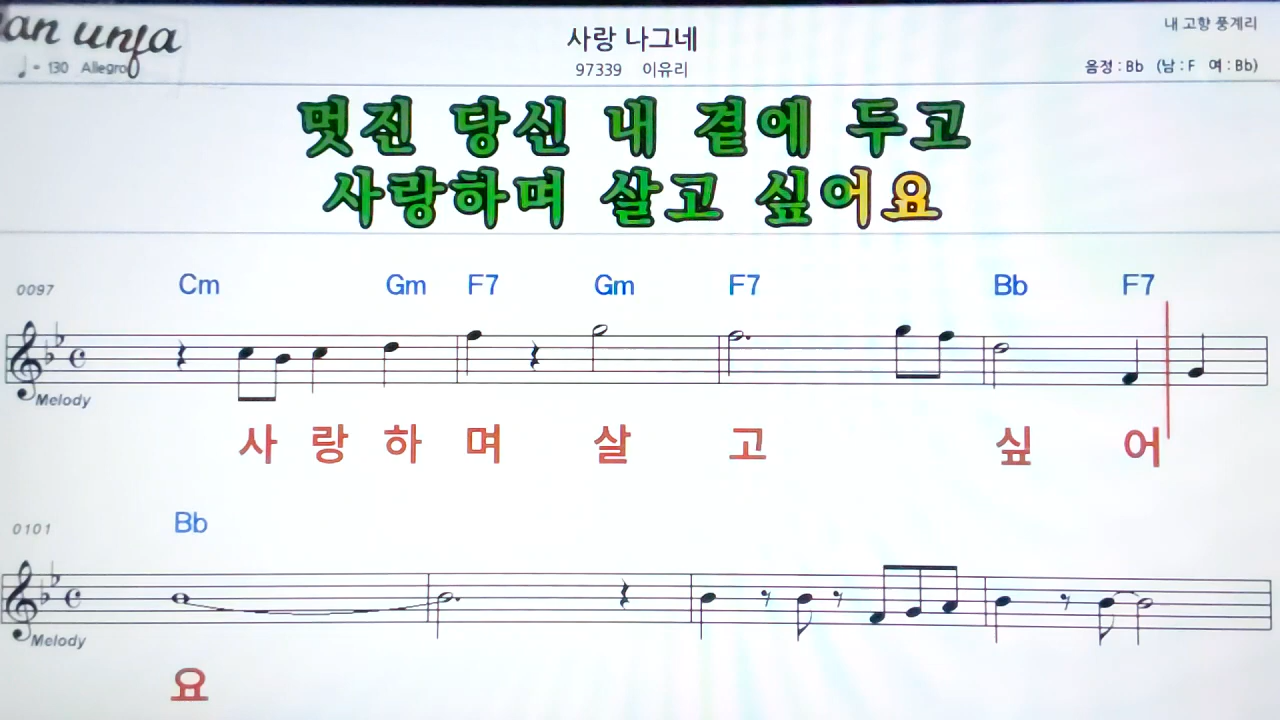 an unfa
♩= 130 Allegro
사랑 나그네
97339 이유리
내 고향 풍계리
음정 : Bb (남 : F 여 : Bb)
멋진 당신 내 곁에 두고
사랑하며 살고 싶어요
0097 Cm Gm F7 Gm F7 Bb F7
Melody
사 랑 하 며 살 고 싶 어
0101 Bb
Melody
요